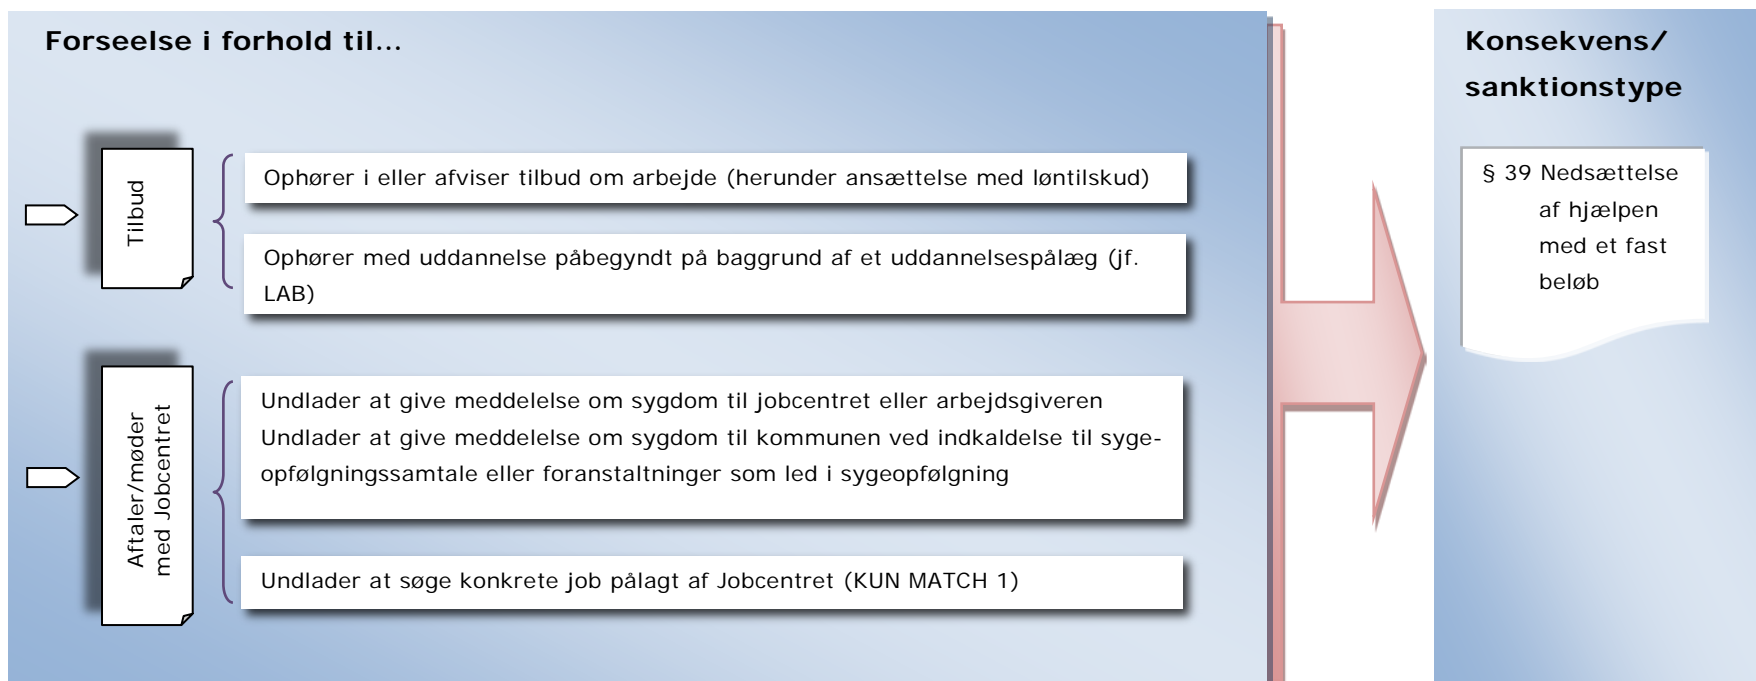 Forseelse i forhold til...
Tilbud
Ophører i eller afviser tilbud om arbejde (herunder ansættelse med løntilskud)
Ophører med uddannelse påbegyndt på baggrund af et uddannelsespålæg (jf.
LAB)
Aftaler/møder
med Jobcentret
Undlader at give meddelelse om sygdom til jobcentret eller arbejdsgiveren
Undlader at give meddelelse om sygdom til kommunen ved indkaldelse til syge-
opfølgningssamtale eller foranstaltninger som led i sygeopfølgning
Undlader at søge konkrete job pålagt af Jobcentret (KUN MATCH 1)
Konsekvens/
sanktionstype
§ 39 Nedsættelse
af hjælpen
med et fast
beløb